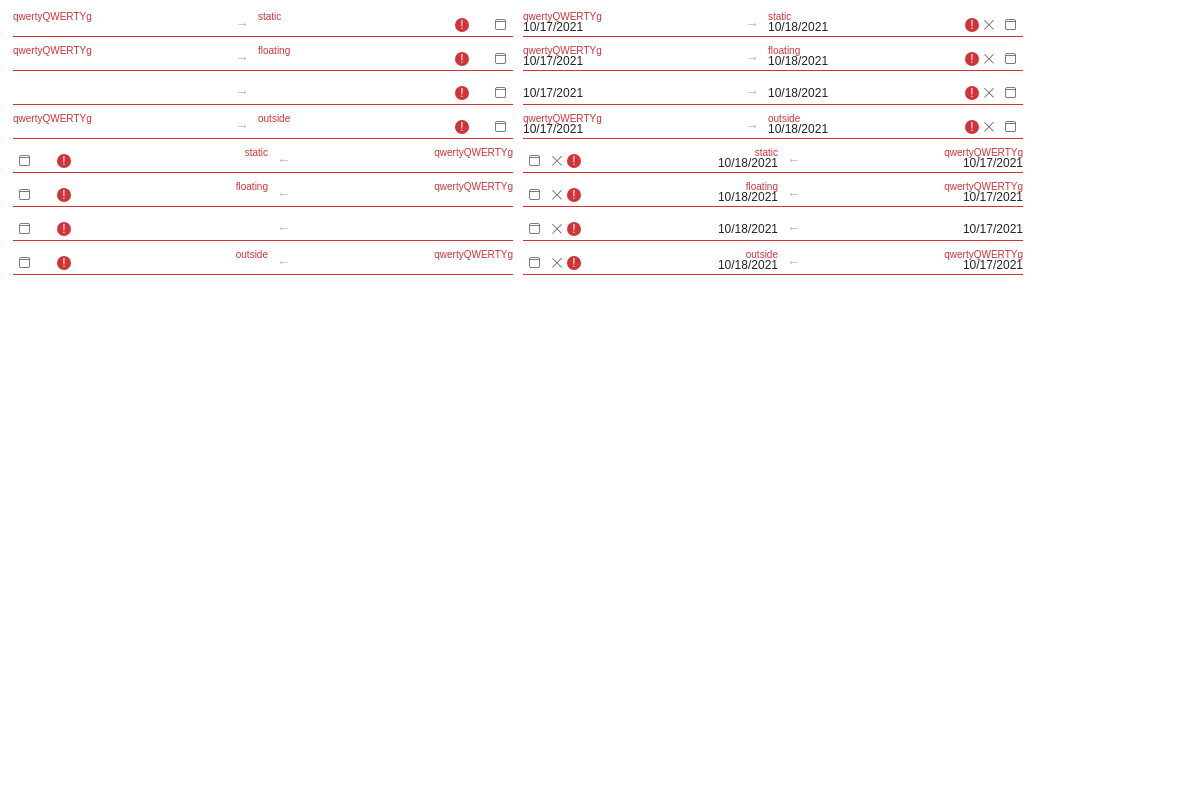 qwertyQWERTYg → static ! qwertyQWERTYg static !
10/17/2021 → 10/18/2021
qwertyQWERTYg → floating ! qwertyQWERTYg floating !
10/17/2021 → 10/18/2021
→ ! 10/17/2021 → 10/18/2021 !
qwertyQWERTYg → outside ! qwertyQWERTYg outside !
10/17/2021 → 10/18/2021
! static ← qwertyQWERTYg ! static qwertyQWERTYg
10/18/2021 ← 10/17/2021
! floating ← qwertyQWERTYg ! floating qwertyQWERTYg
10/18/2021 ← 10/17/2021
! ← ! 10/18/2021 ← 10/17/2021
! outside ← qwertyQWERTYg ! outside qwertyQWERTYg
10/18/2021 ← 10/17/2021